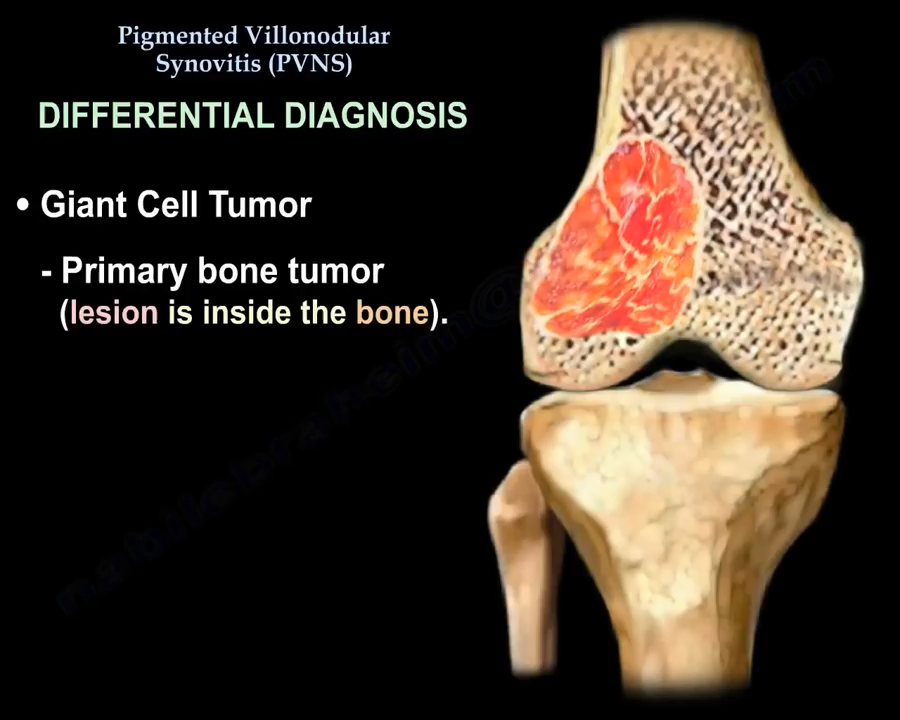 Pigmented Villonodular
Synovitis (PVNS)
DIFFERENTIAL DIAGNOSIS
• Giant Cell Tumor
- Primary bone tumor
(lesion is inside the bone).